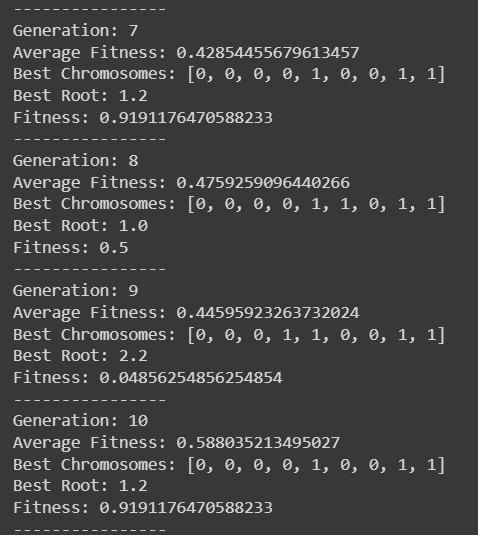 ----------------
Generation: 7
Average Fitness: 0.42854455679613457
Best Chromosomes: [0, 0, 0, 0, 1, 0, 0, 1, 1]
Best Root: 1.2
Fitness: 0.9191176470588233
----------------
Generation: 8
Average Fitness: 0.4759259096440266
Best Chromosomes: [0, 0, 0, 0, 1, 1, 0, 1, 1]
Best Root: 1.0
Fitness: 0.5
----------------
Generation: 9
Average Fitness: 0.44595923263732024
Best Chromosomes: [0, 0, 0, 1, 1, 0, 0, 1, 1]
Best Root: 2.2
Fitness: 0.04856254856254854
----------------
Generation: 10
Average Fitness: 0.588035213495027
Best Chromosomes: [0, 0, 0, 0, 1, 0, 0, 1, 1]
Best Root: 1.2
Fitness: 0.9191176470588233
----------------